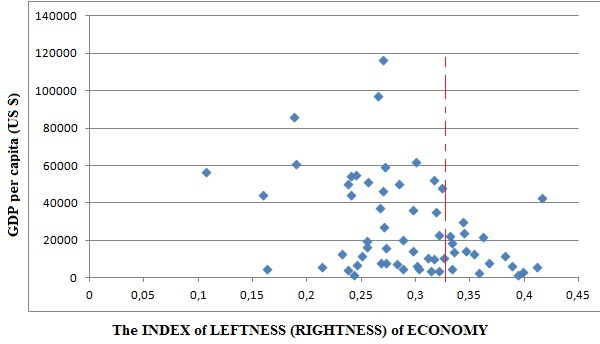 140000
120000
100000
80000
60000
40000
20000
0
GDP per capita (US $)
0 0,05 0,1 0,15 0,2 0,25 0,3 0,35 0,4 0,45
The INDEX of LEFTNESS (RIGHTNESS) of ECONOMY